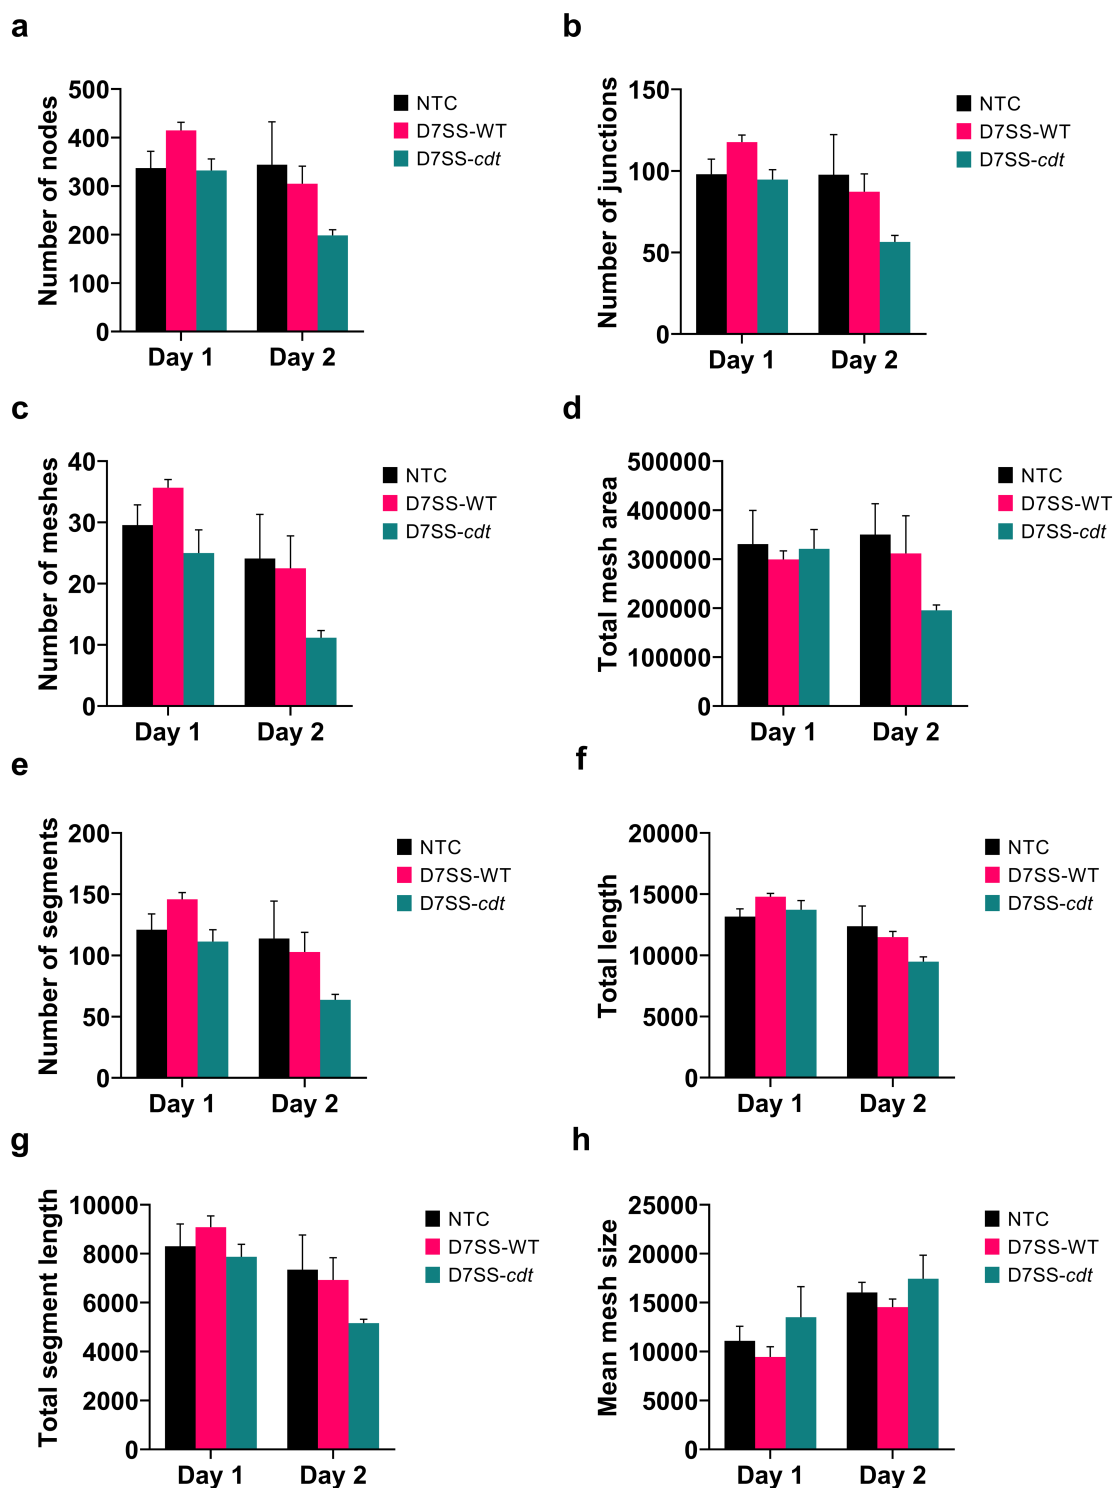 a
Number of nodes
500
400
300
200
100
0
Day 1
Day 2
NTC
D7SS-WT
D7SS-cdt
b
Number of junctions
150
100
50
0
Day 1
Day 2
NTC
D7SS-WT
D7SS-cdt
c
Number of meshes
40
30
20
10
0
Day 1
Day 2
NTC
D7SS-WT
D7SS-cdt
d
Total mesh area
500000
400000
300000
200000
100000
0
Day 1
Day 2
NTC
D7SS-WT
D7SS-cdt
e
Number of segments
200
150
100
50
0
Day 1
Day 2
NTC
D7SS-WT
D7SS-cdt
f
Total length
20000
15000
10000
5000
0
Day 1
Day 2
NTC
D7SS-WT
D7SS-cdt
g
Total segment length
10000
8000
6000
4000
2000
0
Day 1
Day 2
NTC
D7SS-WT
D7SS-cdt
h
Mean mesh size
25000
20000
15000
10000
5000
0
Day 1
Day 2
NTC
D7SS-WT
D7SS-cdt